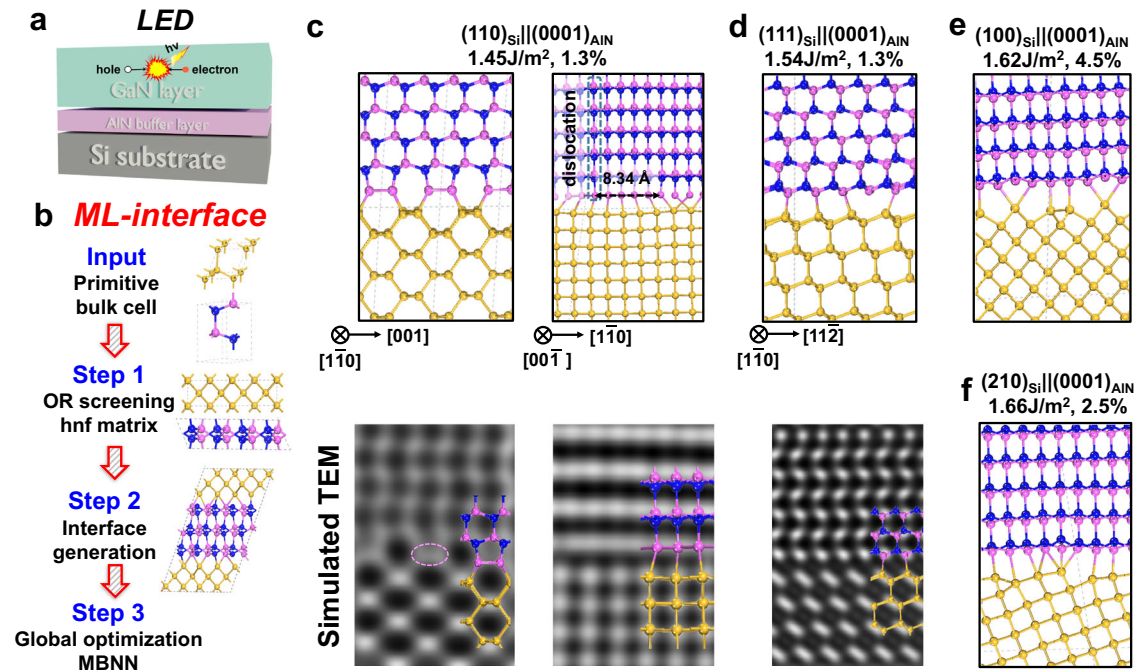 a
LED
hν
hole
electron
GaN layer
AlN buffer layer
Si substrate
b
ML-interface
Input
Primitive
bulk cell
Step 1
OR screening
hnf matrix
Step 2
Interface
generation
Step 3
Global optimization
MBNN
c
(110)Si||(0001)AlN
1.45J/m², 1.3%
dislocation
8.34 Å
[001]
[11̅0]
[11̅0]
[001̅ ]
d
(111)Si||(0001)AlN
1.54J/m², 1.3%
[112̅]
[11̅0]
e
(100)Si||(0001)AlN
1.62J/m², 4.5%
Simulated TEM
f
(210)Si||(0001)AlN
1.66J/m², 2.5%